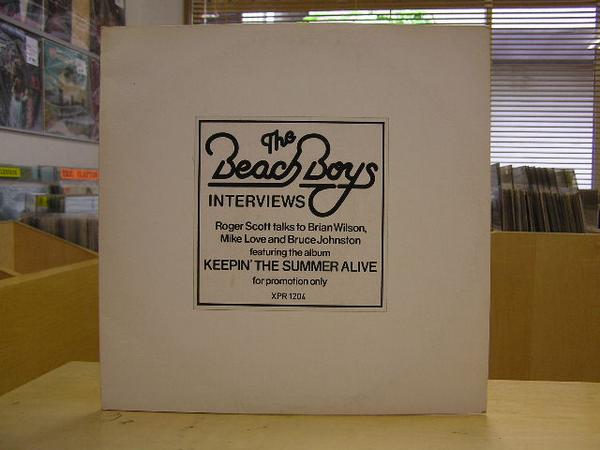 The
Beach Boys
INTERVIEWS
Roger Scott talks to Brian Wilson,
Mike Love and Bruce Johnston
featuring the album
KEEPIN' THE SUMMER ALIVE
for promotion only
XPR 1204